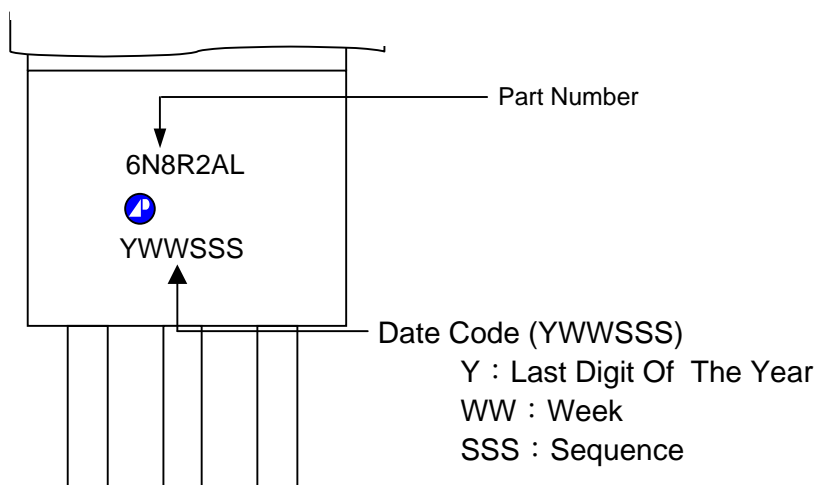 Part Number
6N8R2AL
YWWSSS
Date Code (YWWSSS)
Y：Last Digit Of The Year
WW：Week
SSS：Sequence